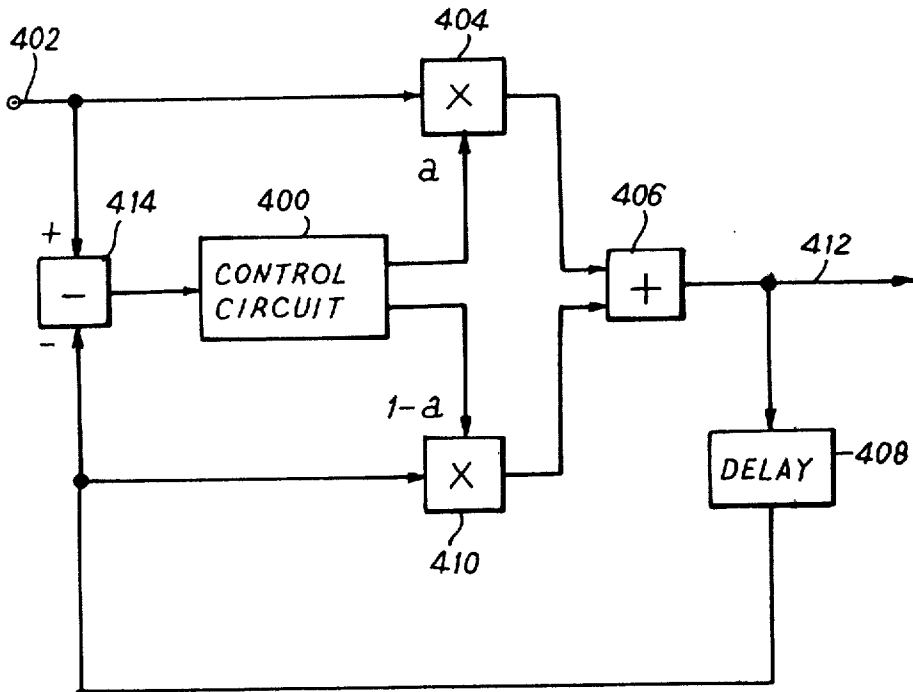 404
402
×
a
414
400
406
+
CONTROL
CIRCUIT
412
−
+
−
1-a
DELAY
408
×
410